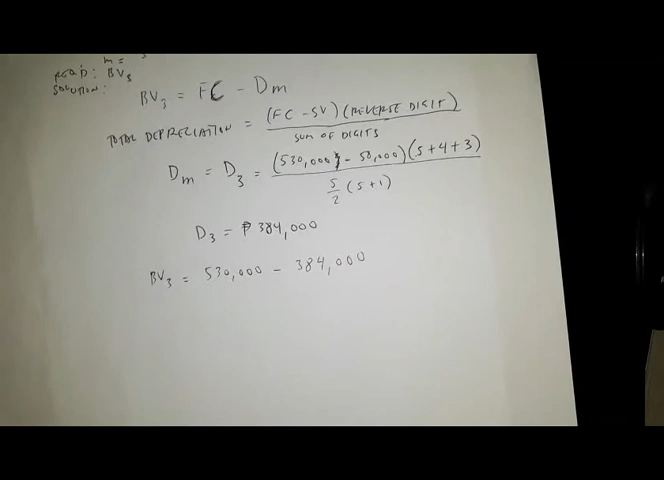 m =
REQ'D: BV₃
SOLUTION:
BV₃ = FC - Dm
TOTAL DEPRECIATION = (FC - SV)(REVERSE DIGIT) / SUM OF DIGITS
Dm = D₃ = (530,000 - 50,000)(5+4+3) / 5/2 (5+1)
D₃ = ₱384,000
BV₃ = 530,000 - 384,000